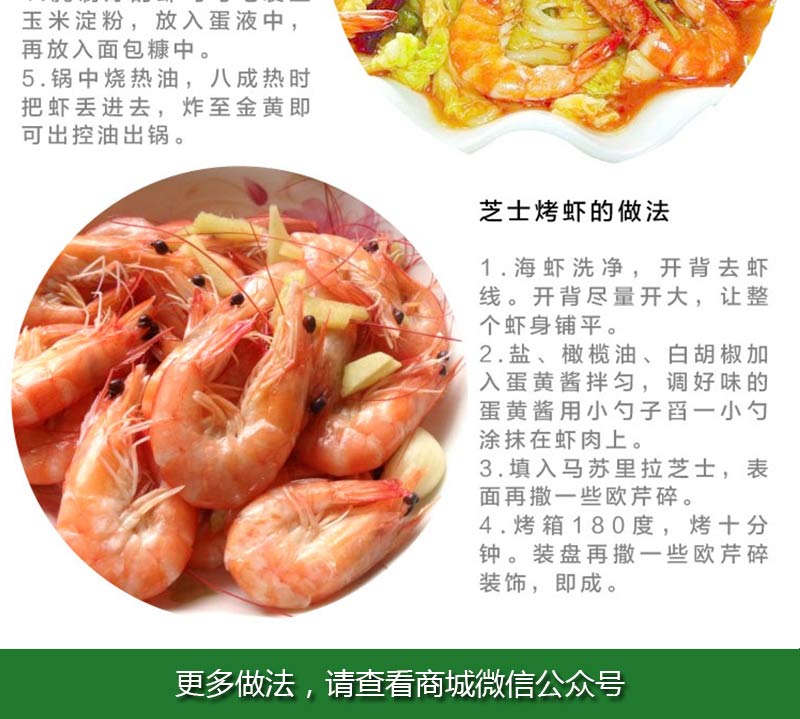 玉米淀粉，放入蛋液中，
再放入面包糠中。
5.锅中烧热油，八成热时
把虾丢进去，炸至金黄即
可出控油出锅。
芝士烤虾的做法
1.海虾洗净，开背去虾
线。开背尽量开大，让整
个虾身铺平。
2.盐、橄榄油、白胡椒加
入蛋黄酱拌匀，调好味的
蛋黄酱用小勺子舀一小勺
涂抹在虾肉上。
3.填入马苏里拉芝士，表
面再撒一些欧芹碎。
4.烤箱180度，烤十分
钟。装盘再撒一些欧芹碎
装饰，即成。
更多做法，请查看商城微信公众号